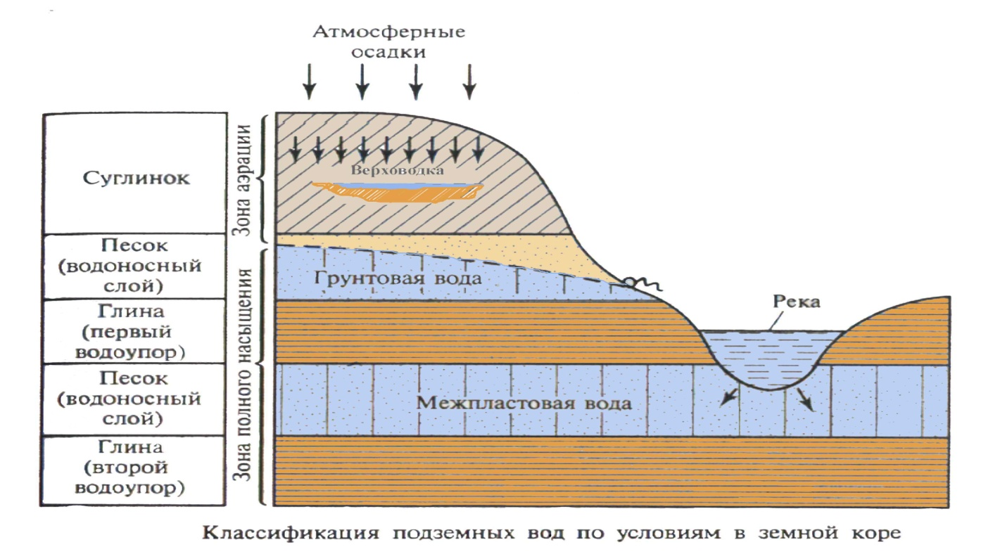 Атмосферные
осадки
Суглинок
Зона аэрации
Верховодка
Песок
(водоносный
слой)
Грунтовая вода
Глина
(первый
водоупор)
Река
Зона полного насыщения
Песок
(водоносный
слой)
Межпластовая вода
Глина
(второй
водоупор)
Классификация подземных вод по условиям в земной коре